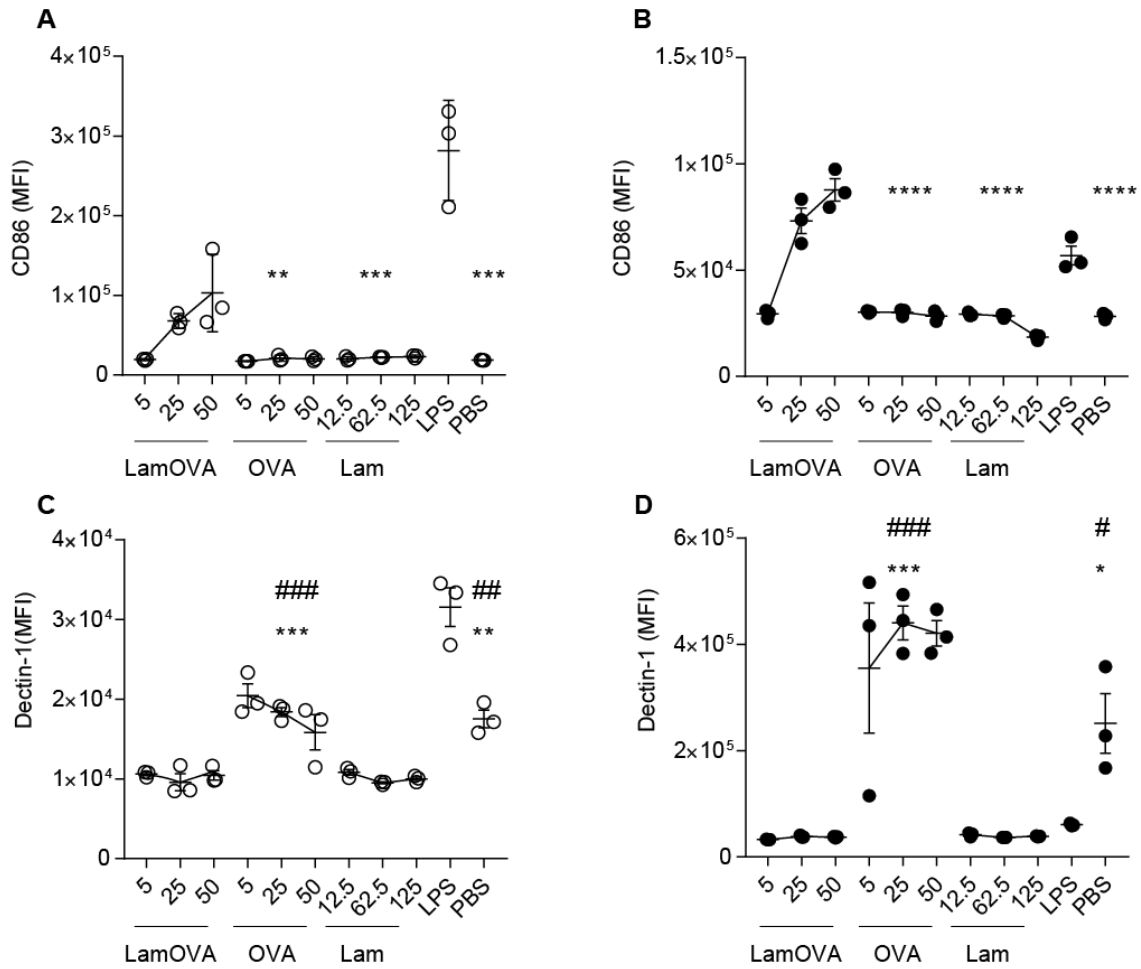 A
CD86 (MFI)
4×10⁵
3×10⁵
2×10⁵
1×10⁵
0
** *** ***
5 25 50 5 25 50 12.5 62.5 125 LPS PBS
LamOVA OVA Lam
B
CD86 (MFI)
1.5×10⁵
1×10⁵
5×10⁴
0
**** **** ****
5 25 50 5 25 50 12.5 62.5 125 LPS PBS
LamOVA OVA Lam
C
Dectin-1(MFI)
4×10⁴
3×10⁴
2×10⁴
1×10⁴
0
### ##
*** **
5 25 50 5 25 50 12.5 62.5 125 LPS PBS
LamOVA OVA Lam
D
Dectin-1 (MFI)
6×10⁵
4×10⁵
2×10⁵
0
### #
*** *
5 25 50 5 25 50 12.5 62.5 125 LPS PBS
LamOVA OVA Lam